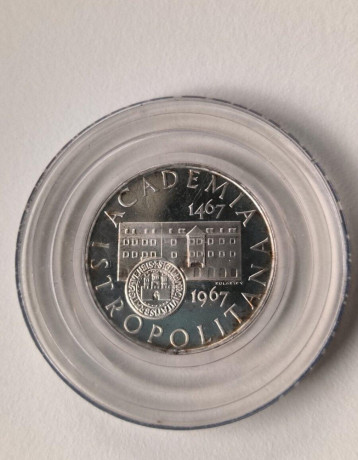 ACADEMIA
ISTROPOLITANA
1467
1967